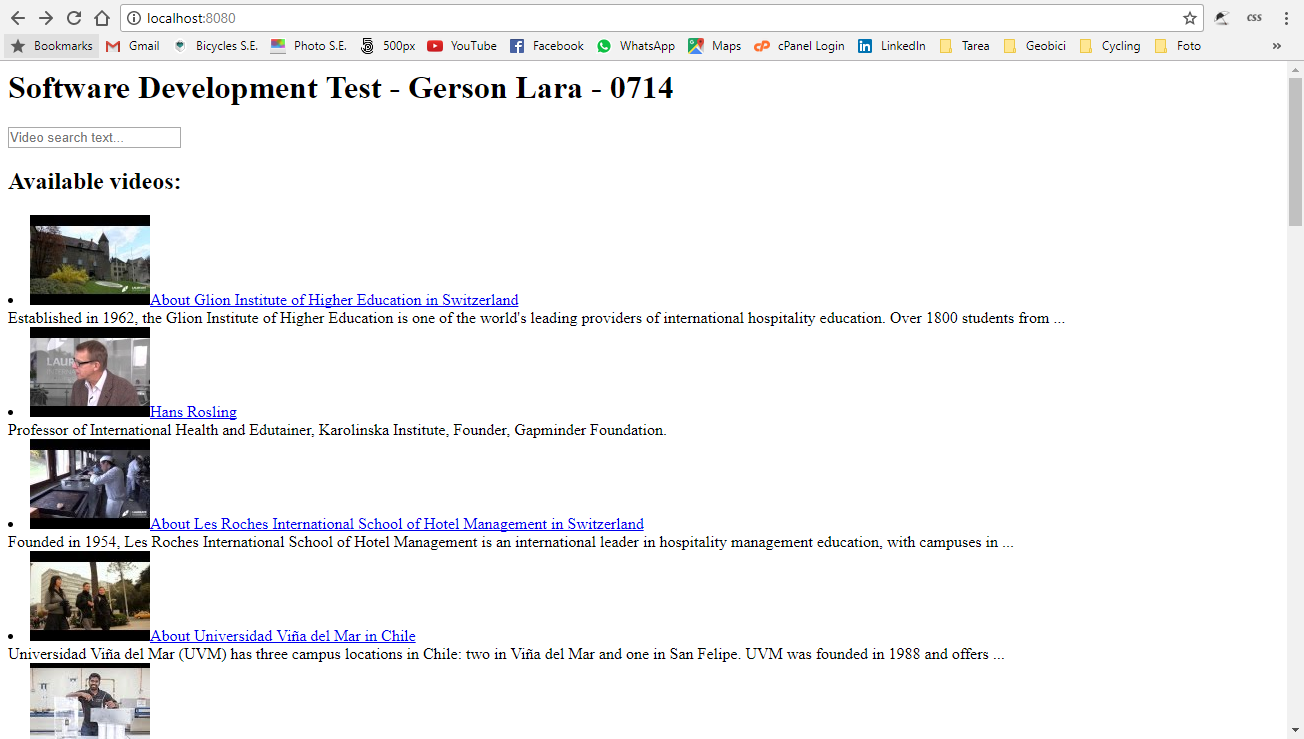 localhost:8080
css
Bookmarks Gmail Bicycles S.E. Photo S.E. 500px YouTube Facebook WhatsApp Maps cPanel Login LinkedIn Tarea Geobici Cycling Foto »
Software Development Test - Gerson Lara - 0714
Video search text...
Available videos:
About Glion Institute of Higher Education in Switzerland
Established in 1962, the Glion Institute of Higher Education is one of the world's leading providers of international hospitality education. Over 1800 students from ...
Hans Rosling
Professor of International Health and Edutainer, Karolinska Institute, Founder, Gapminder Foundation.
About Les Roches International School of Hotel Management in Switzerland
Founded in 1954, Les Roches International School of Hotel Management is an international leader in hospitality management education, with campuses in ...
About Universidad Viña del Mar in Chile
Universidad Viña del Mar (UVM) has three campus locations in Chile: two in Viña del Mar and one in San Felipe. UVM was founded in 1988 and offers ...